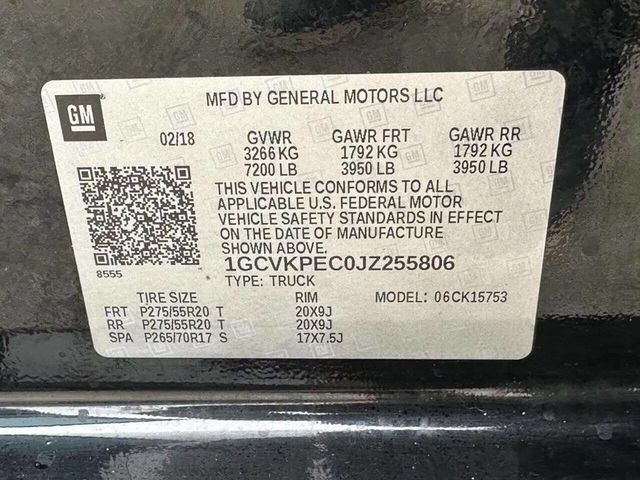 GM
MFD BY GENERAL MOTORS LLC
02/18 GVWR GAWR FRT GAWR RR
3266 KG 1792 KG 1792 KG
7200 LB 3950 LB 3950 LB
THIS VEHICLE CONFORMS TO ALL
APPLICABLE U.S. FEDERAL MOTOR
VEHICLE SAFETY STANDARDS IN EFFECT
ON THE DATE OF MANUFACTURE
SHOWN ABOVE.
8555
1GCVKPEC0JZ255806
TYPE: TRUCK
TIRE SIZE RIM MODEL: 06CK15753
FRT P275/55R20 T 20X9J
RR P275/55R20 T 20X9J
SPA P265/70R17 S 17X7.5J